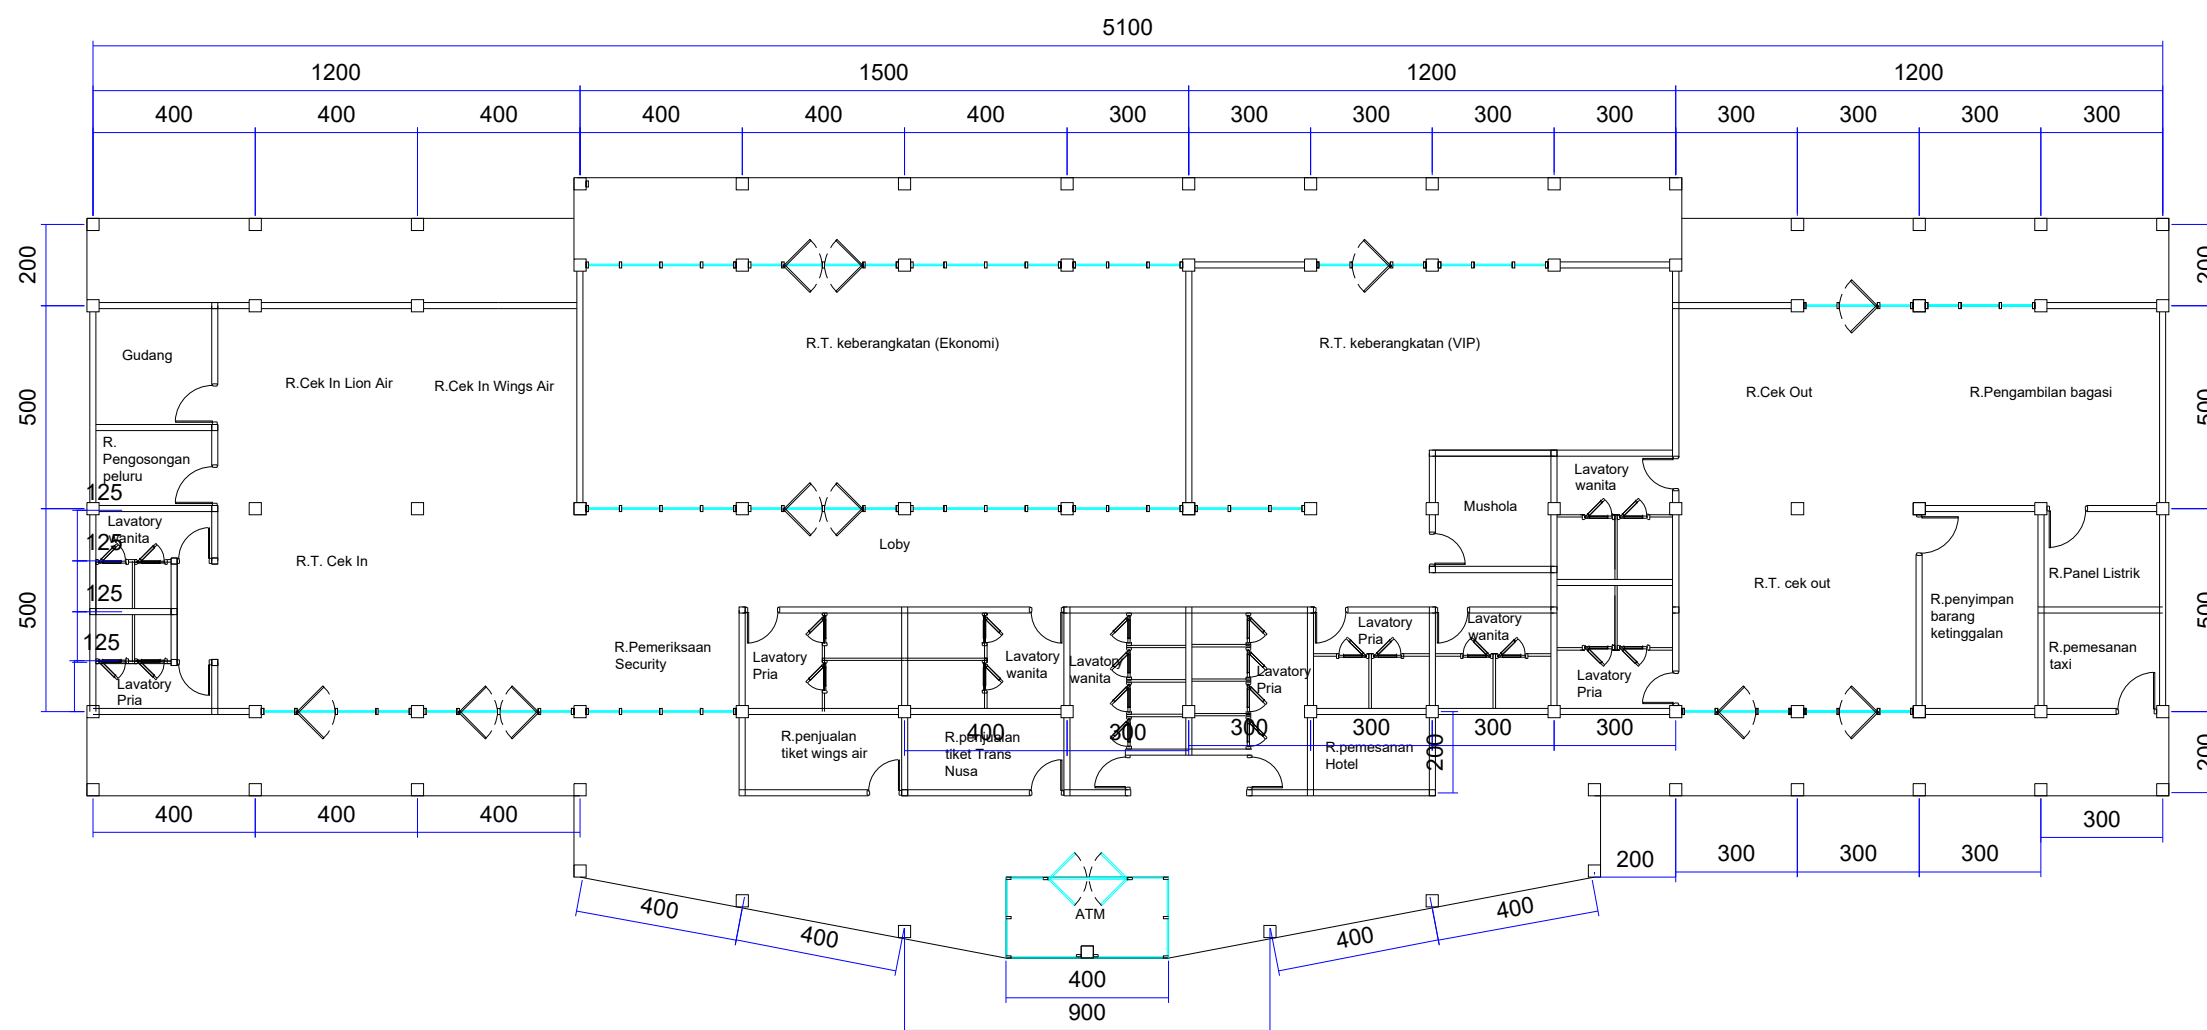 5100
1200
1500
1200
1200
400
400
400
400
400
400
300
300
300
300
300
300
300
300
300
200
200
R.T. keberangkatan (Ekonomi)
R.T. keberangkatan (VIP)
Gudang
R.Cek In Lion Air
R.Cek In Wings Air
R.Cek Out
R.Pengambilan bagasi
500
500
R.
Pengosongan
peluru
125
Lavatory
wanita
125
125
125
Lavatory
Pria
500
R.T. Cek In
Loby
Mushola
Lavatory
wanita
R.T. cek out
R.Panel Listrik
R.penyimpan
barang
ketinggalan
R.pemesanan
taxi
500
R.Pemeriksaan
Security
Lavatory
Pria
Lavatory
wanita
Lavatory
wanita
Lavatory
Pria
Lavatory
Pria
Lavatory
wanita
Lavatory
Pria
R.penjualan
tiket wings air
R.penjualan
tiket Trans
Nusa
400
300
300
300
300
300
R.pemesanan
Hotel
200
200
400
400
400
300
200
300
300
300
400
400
ATM
400
400
400
900